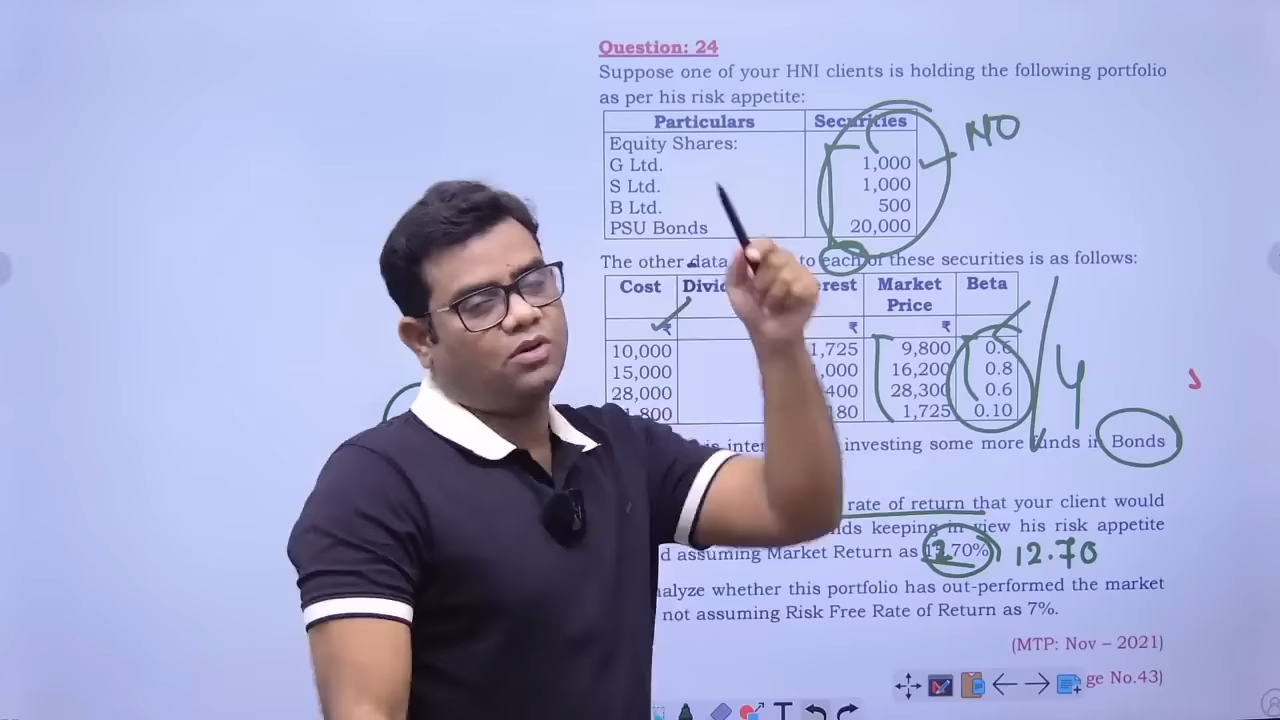 Question: 24
Suppose one of your HNI clients is holding the following portfolio
as per his risk appetite:
Particulars Securities
Equity Shares:
G Ltd. 1,000
S Ltd. 1,000
B Ltd. 500
PSU Bonds 20,000
NO
The other data to each of these securities is as follows:
Cost Market Price Beta
₹ ₹ ₹
10,000 1,725 9,800
15,000 16,200 0.8
28,000 28,300 0.6
1,725 0.10
4
investing some more funds in Bonds
rate of return that your client would
keeping in view his risk appetite
assuming Market Return as 12.70
whether this portfolio has out-performed the market
not assuming Risk Free Rate of Return as 7%.
(MTP: Nov – 2021)
No.43)
T